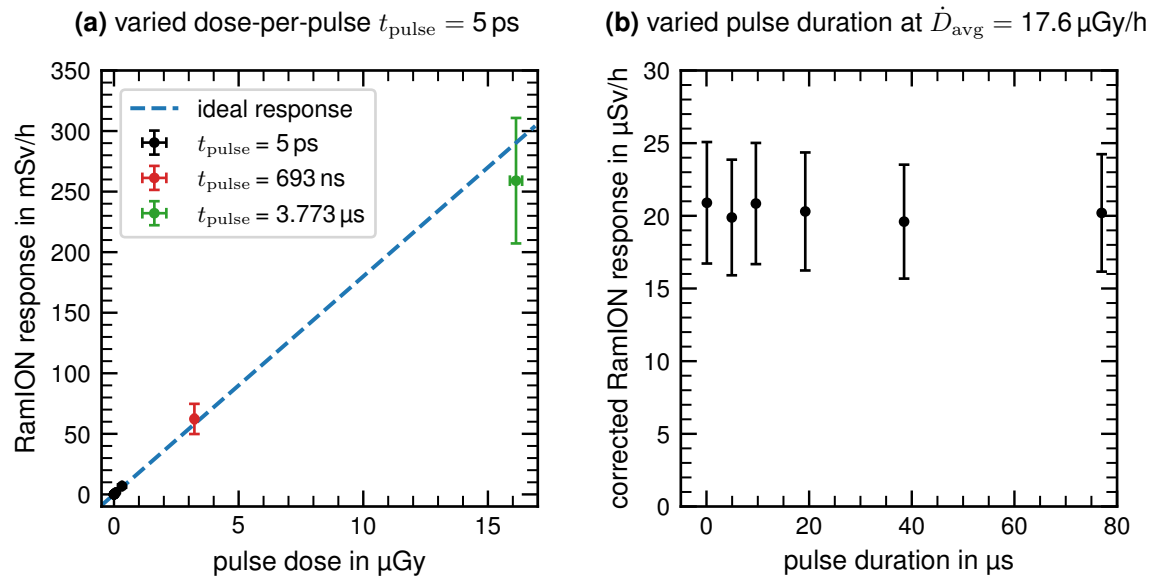 (a) varied dose-per-pulse t_pulse = 5 ps
350
300
250
200
150
100
50
0
RamION response in mSv/h
ideal response
t_pulse = 5 ps
t_pulse = 693 ns
t_pulse = 3.773 µs
0 5 10 15
pulse dose in µGy
(b) varied pulse duration at Ḋ_avg = 17.6 µGy/h
30
25
20
15
10
5
0
corrected RamION response in µSv/h
0 20 40 60 80
pulse duration in µs